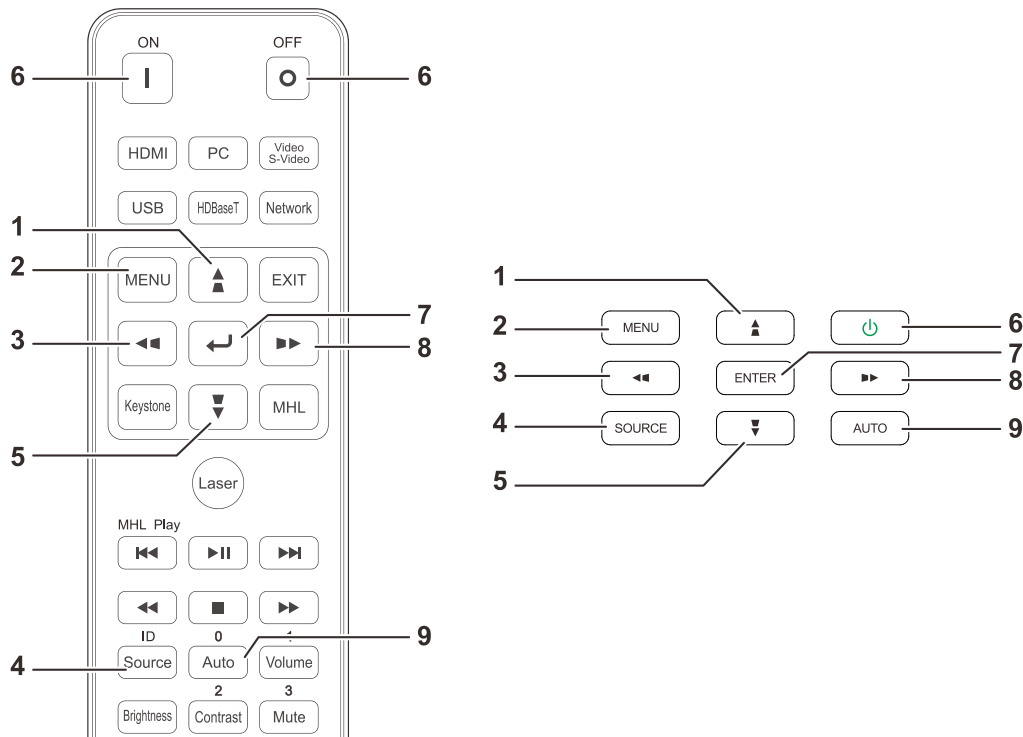 ON OFF
6 6
HDMI PC Video
S-Video
USB HDBaseT Network
1
2 MENU EXIT
3 7
8
Keystone MHL
5
Laser
MHL Play
ID 0
4 Source Auto Volume 9
2 3
Brightness Contrast Mute
1
2 MENU 6
3 ENTER 7
8
4 SOURCE AUTO 9
5